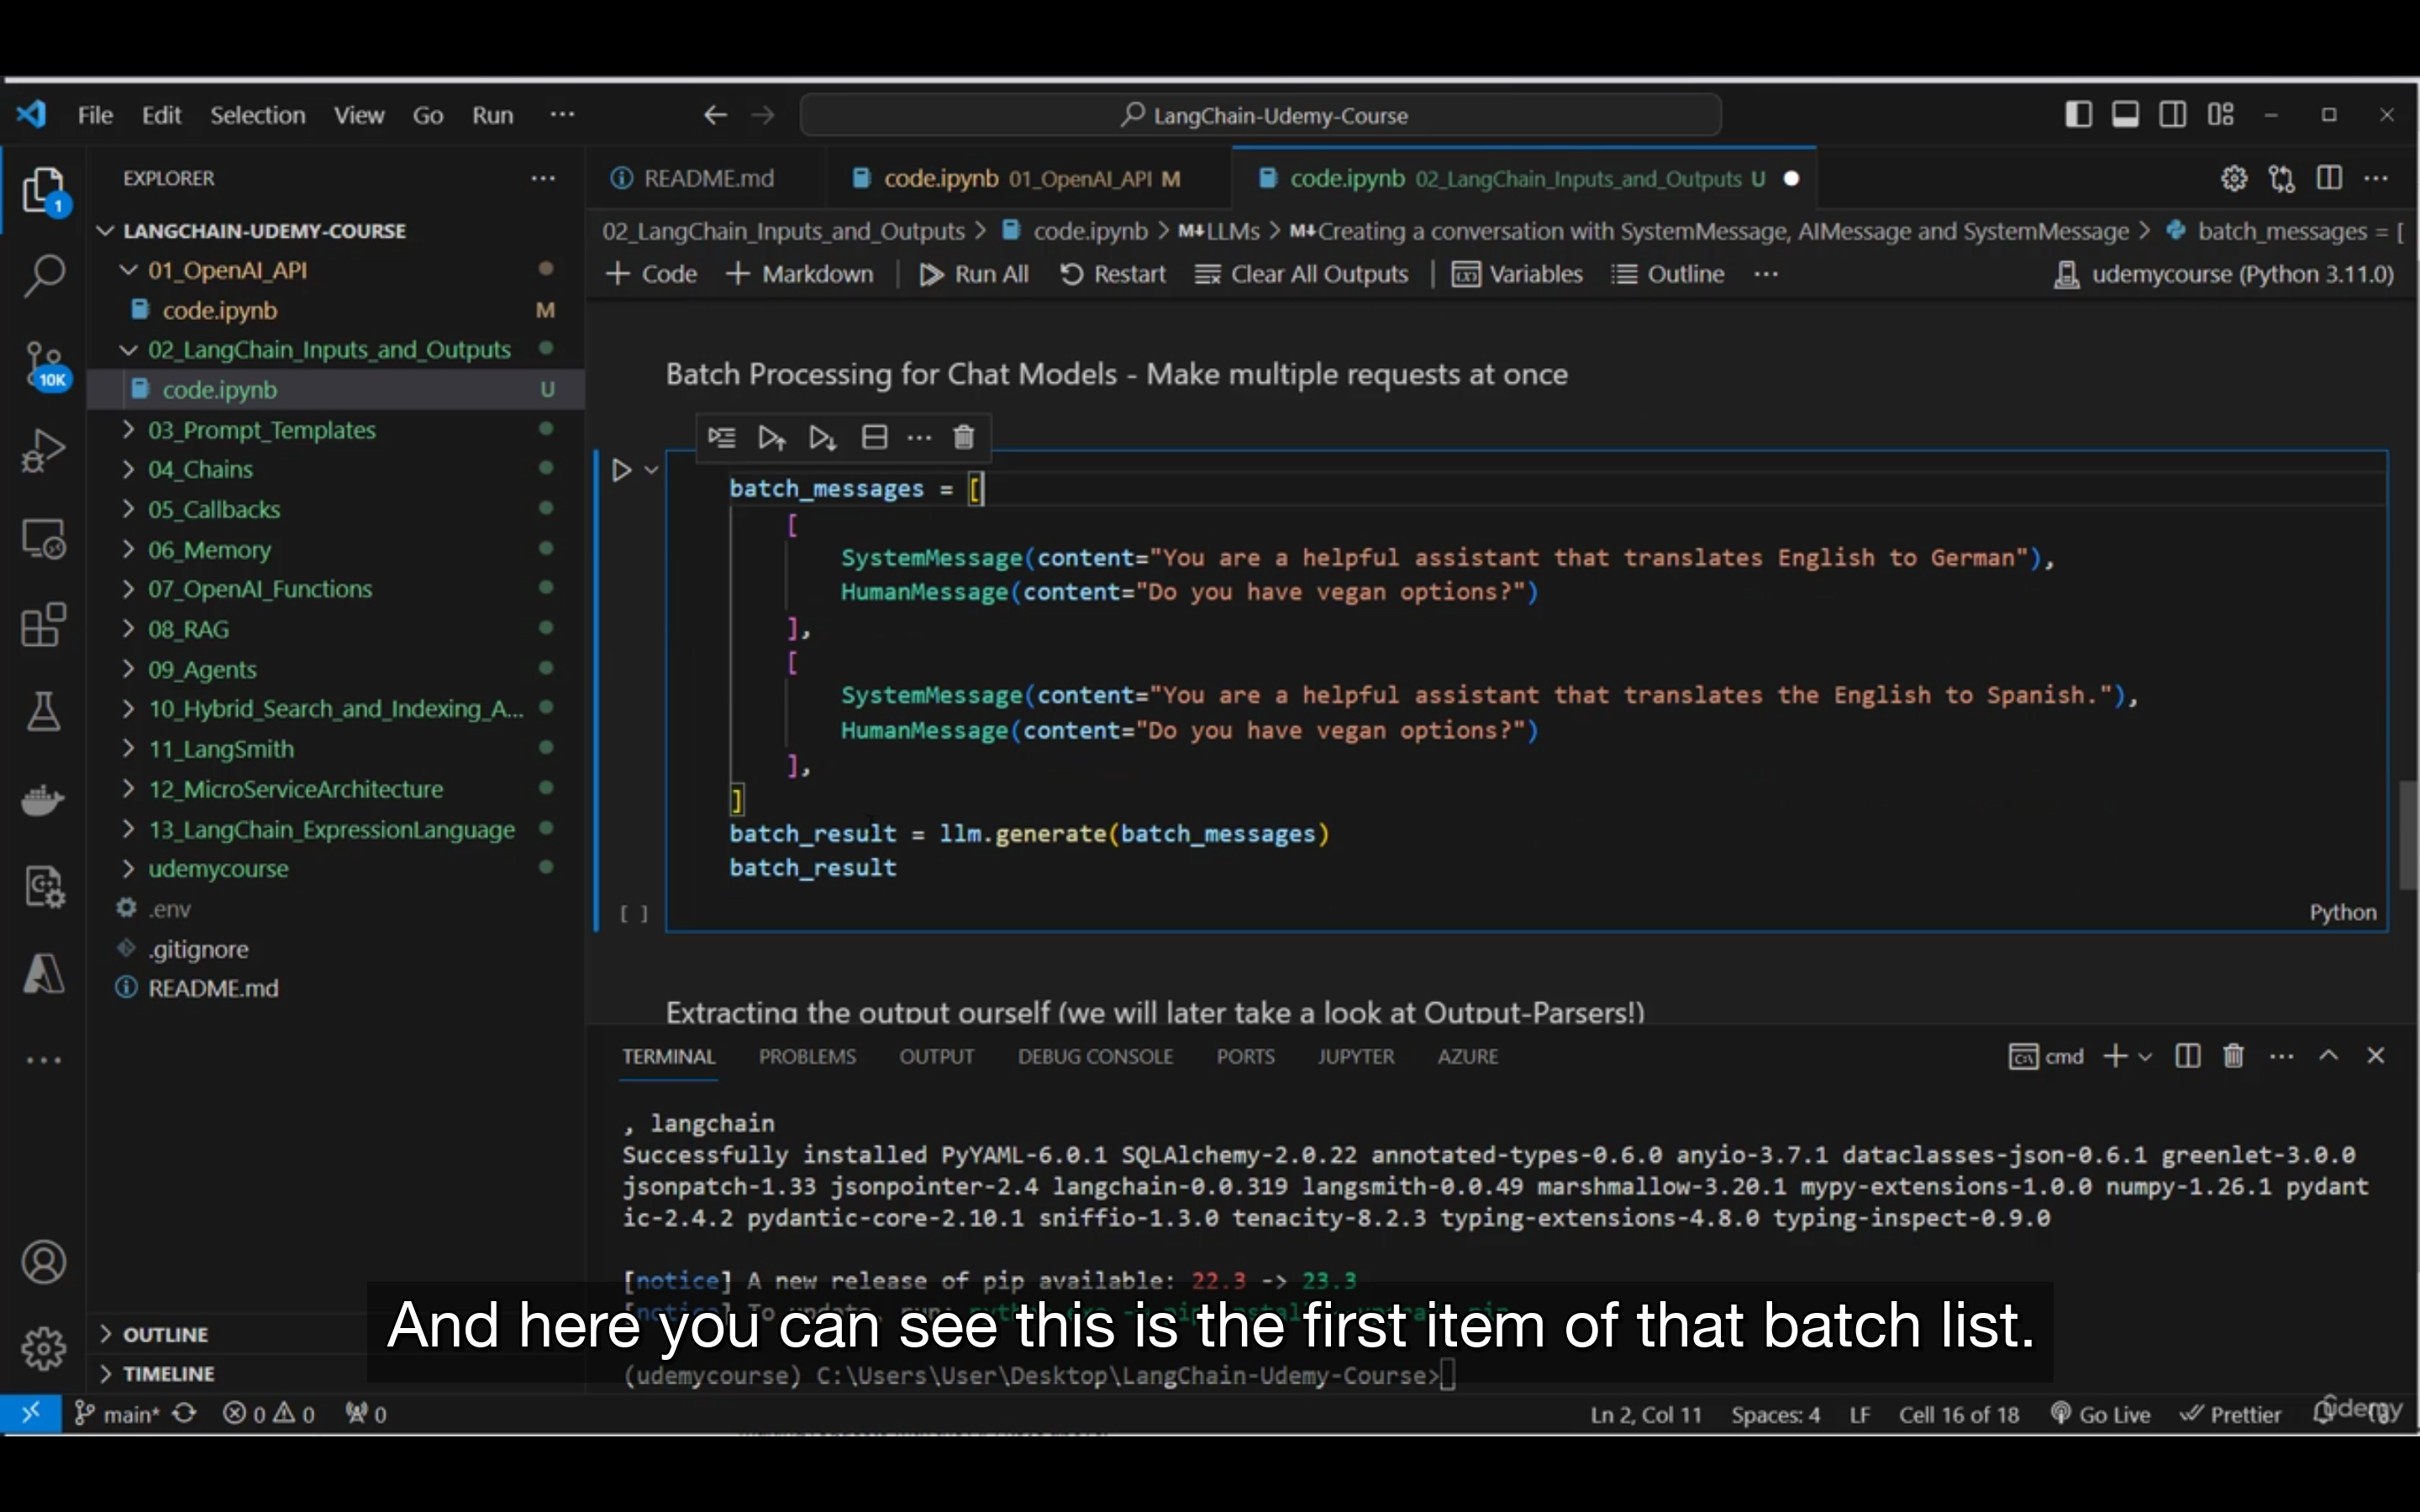 File Edit Selection View Go Run ··· LangChain-Udemy-Course
EXPLORER ···
1
10K
LANGCHAIN-UDEMY-COURSE
01_OpenAI_API
code.ipynb M
02_LangChain_Inputs_and_Outputs
code.ipynb U
03_Prompt_Templates
04_Chains
05_Callbacks
06_Memory
07_OpenAI_Functions
08_RAG
09_Agents
10_Hybrid_Search_and_Indexing_A...
11_LangSmith
12_MicroServiceArchitecture
13_LangChain_ExpressionLanguage
udemycourse
.env
.gitignore
README.md
OUTLINE
TIMELINE
README.md code.ipynb 01_OpenAI_API M code.ipynb 02_LangChain_Inputs_and_Outputs U
02_LangChain_Inputs_and_Outputs > code.ipynb > M↓LLMs > M↓Creating a conversation with SystemMessage, AIMessage and SystemMessage > batch_messages = [
+ Code + Markdown | Run All Restart Clear All Outputs | Variables Outline ··· udemycourse (Python 3.11.0)
Batch Processing for Chat Models - Make multiple requests at once
batch_messages = [
[
SystemMessage(content="You are a helpful assistant that translates English to German"),
HumanMessage(content="Do you have vegan options?")
],
[
SystemMessage(content="You are a helpful assistant that translates the English to Spanish."),
HumanMessage(content="Do you have vegan options?")
],
]
batch_result = llm.generate(batch_messages)
batch_result
[ ] Python
Extracting the output ourself (we will later take a look at Output-Parsers!)
TERMINAL PROBLEMS OUTPUT DEBUG CONSOLE PORTS JUPYTER AZURE cmd
, langchain
Successfully installed PyYAML-6.0.1 SQLAlchemy-2.0.22 annotated-types-0.6.0 anyio-3.7.1 dataclasses-json-0.6.1 greenlet-3.0.0
jsonpatch-1.33 jsonpointer-2.4 langchain-0.0.319 langsmith-0.0.49 marshmallow-3.20.1 mypy-extensions-1.0.0 numpy-1.26.1 pydant
ic-2.4.2 pydantic-core-2.10.1 sniffio-1.3.0 tenacity-8.2.3 typing-extensions-4.8.0 typing-inspect-0.9.0
[notice] A new release of pip available: 22.3 -> 23.3
And here you can see this is the first item of that batch list.
(udemycourse) C:\Users\User\Desktop\LangChain-Udemy-Course>
main* 0 0 0 Ln 2, Col 11 Spaces: 4 LF Cell 16 of 18 Go Live Prettier
udemy